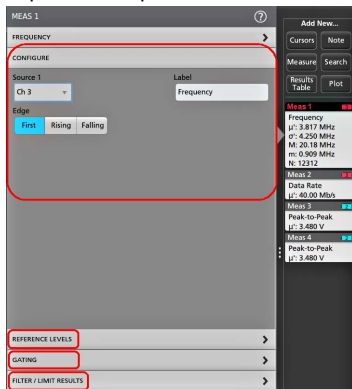 MEAS 1
?
FREQUENCY
CONFIGURE
Source 1
Label
Ch 3
Frequency
Edge
First Rising Falling
REFERENCE LEVELS
GATING
FILTER / LIMIT RESULTS
Add New...
Cursors Note
Measure Search
Results Table Plot
Meas 1
Frequency
µ': 3.817 MHz
σ': 4.250 MHz
M: 20.18 MHz
m: 0.909 MHz
N: 12312
Meas 2
Data Rate
µ': 40.00 Mb/s
Meas 3
Peak-to-Peak
µ': 3.480 V
Meas 4
Peak-to-Peak
µ': 3.480 V